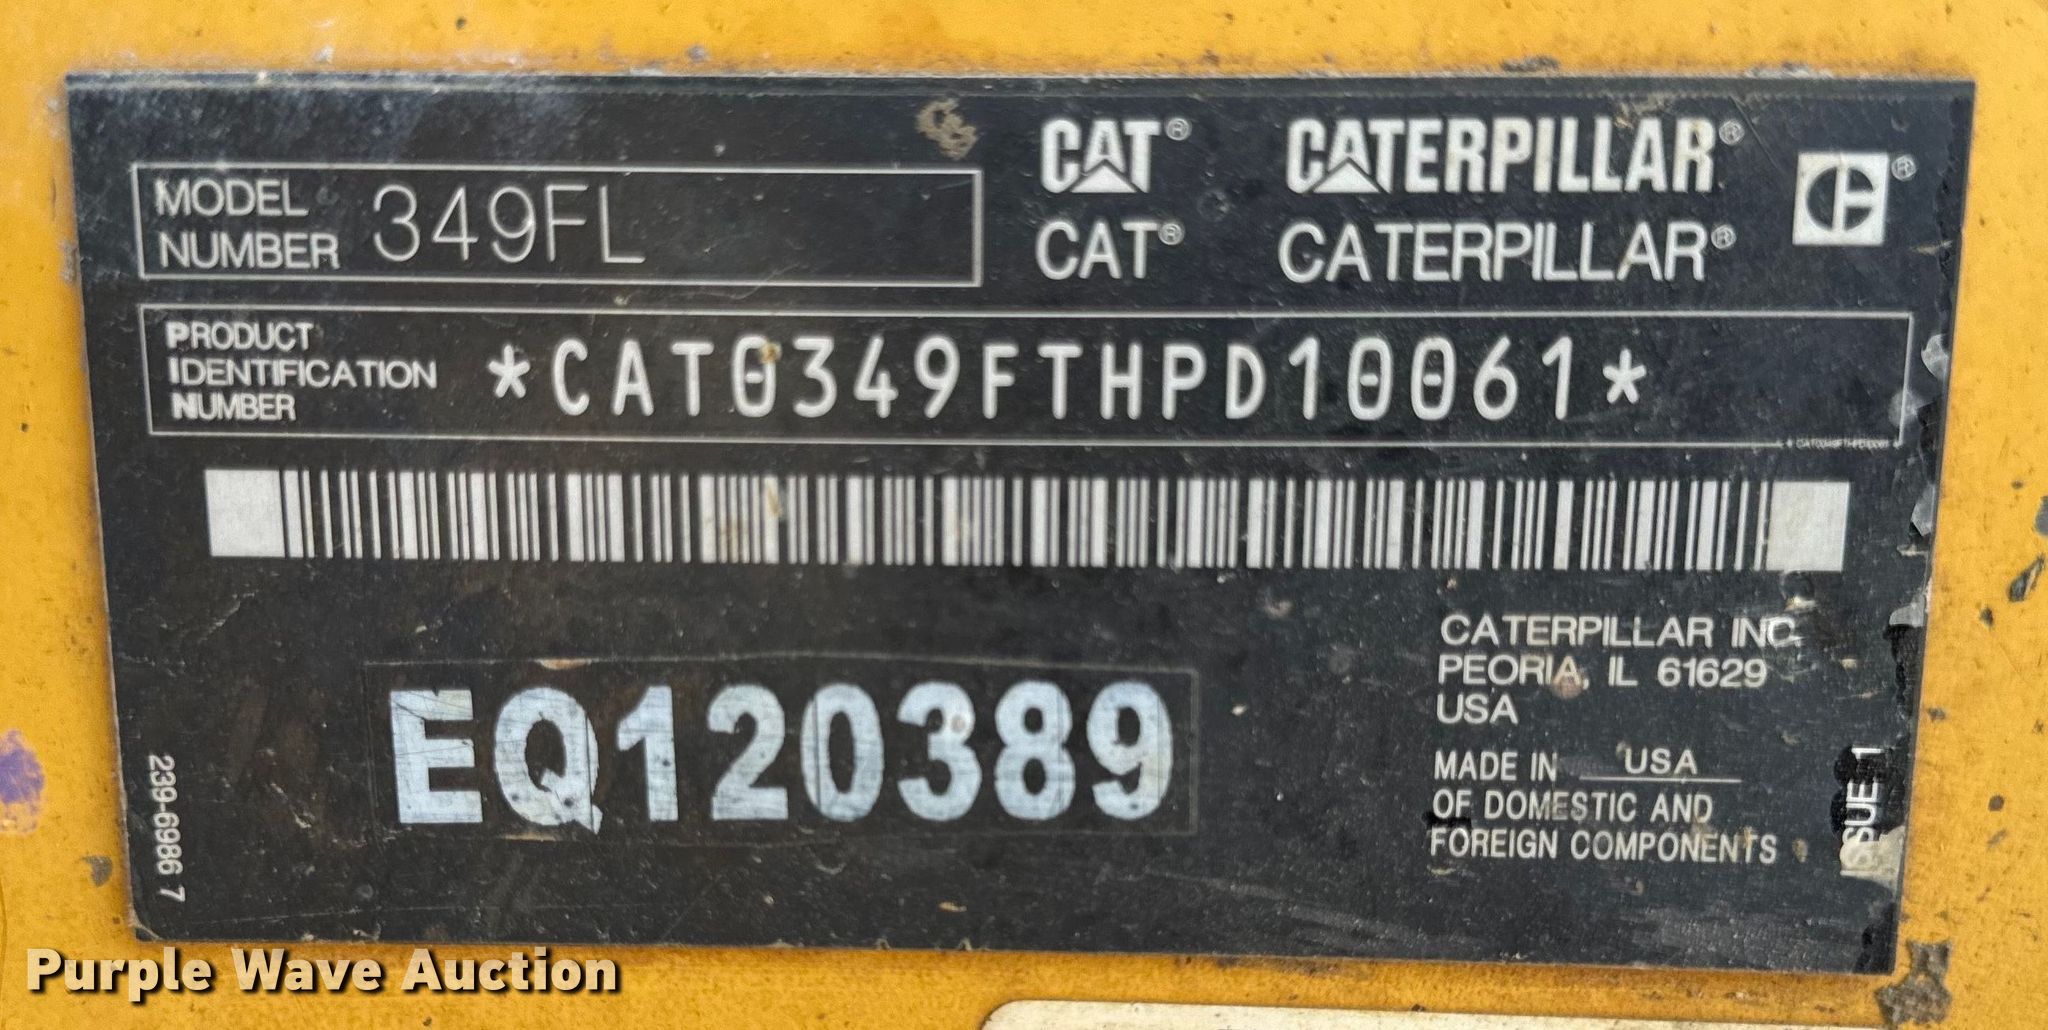 MODEL NUMBER 349FL
CAT® CATERPILLAR®
CAT® CATERPILLAR®
PRODUCT IDENTIFICATION NUMBER *CAT0349FTHPD10061*
EQ120389
CATERPILLAR INC.
PEORIA, IL 61629
USA
MADE IN USA
OF DOMESTIC AND
FOREIGN COMPONENTS
239-6986 7
ISSUE 1
Purple Wave Auction